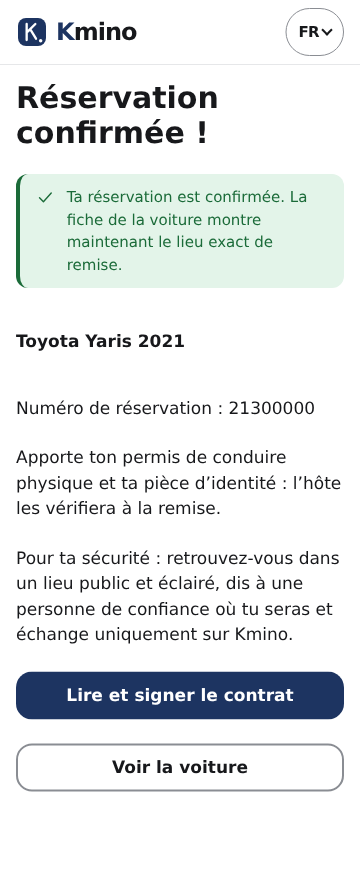 K. Kmino
FR
Réservation
confirmée !
Ta réservation est confirmée. La
fiche de la voiture montre
maintenant le lieu exact de
remise.
Toyota Yaris 2021
Numéro de réservation : 21300000
Apporte ton permis de conduire
physique et ta pièce d’identité : l’hôte
les vérifiera à la remise.
Pour ta sécurité : retrouvez-vous dans
un lieu public et éclairé, dis à une
personne de confiance où tu seras et
échange uniquement sur Kmino.
Lire et signer le contrat
Voir la voiture